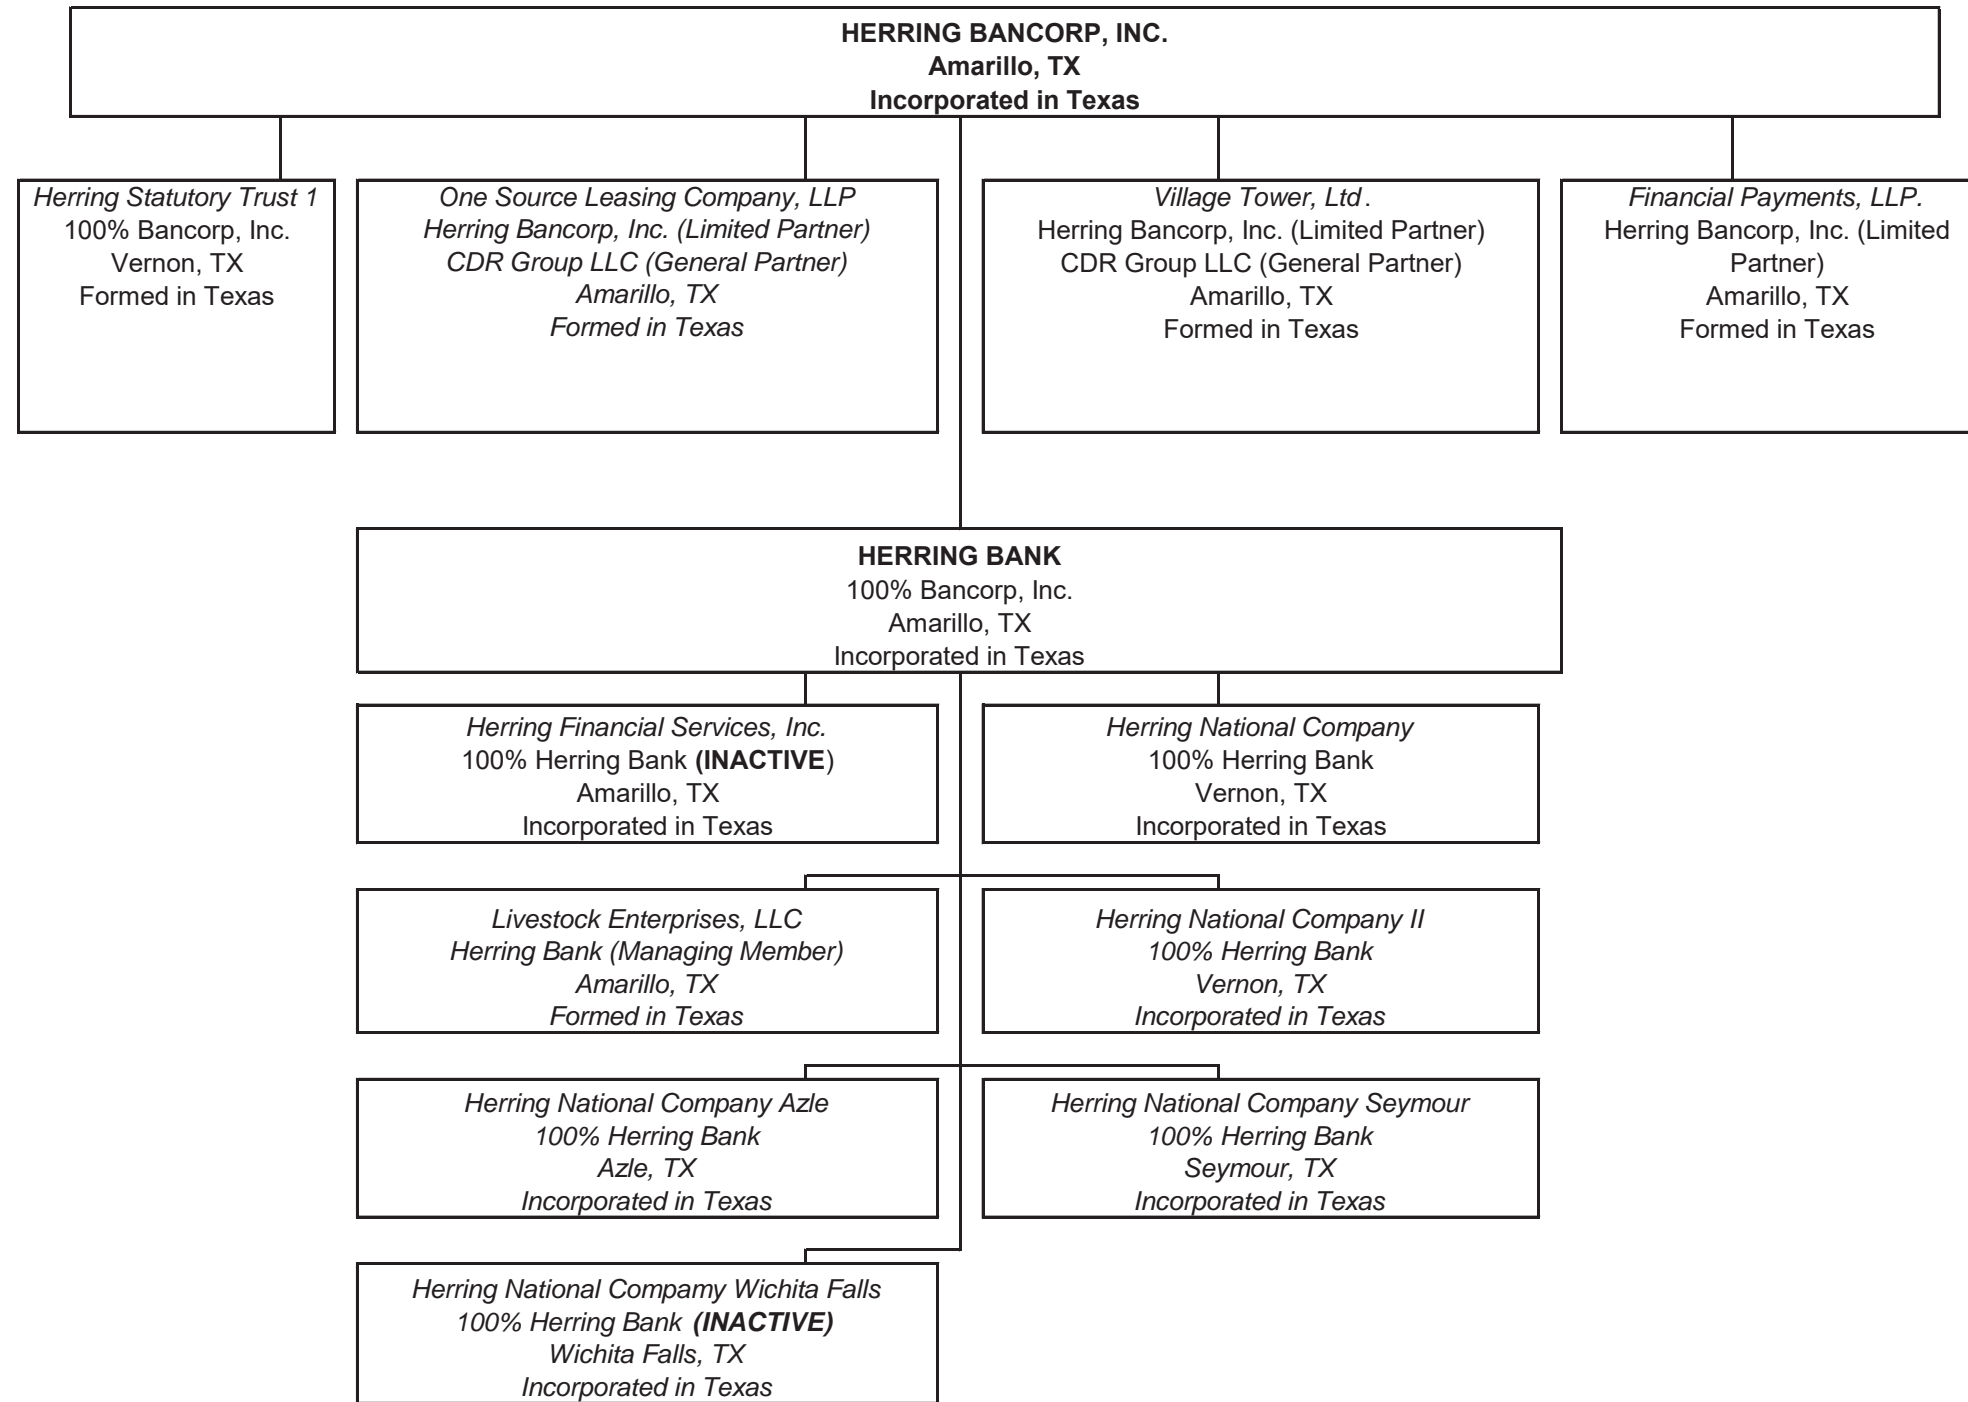 HERRING BANCORP, INC.
Amarillo, TX
Incorporated in Texas
Herring Statutory Trust 1
100% Bancorp, Inc.
Vernon, TX
Formed in Texas
One Source Leasing Company, LLP
Herring Bancorp, Inc. (Limited Partner)
CDR Group LLC (General Partner)
Amarillo, TX
Formed in Texas
Village Tower, Ltd.
Herring Bancorp, Inc. (Limited Partner)
CDR Group LLC (General Partner)
Amarillo, TX
Formed in Texas
Financial Payments, LLP.
Herring Bancorp, Inc. (Limited
Partner)
Amarillo, TX
Formed in Texas
HERRING BANK
100% Bancorp, Inc.
Amarillo, TX
Incorporated in Texas
Herring Financial Services, Inc.
100% Herring Bank (INACTIVE)
Amarillo, TX
Incorporated in Texas
Herring National Company
100% Herring Bank
Vernon, TX
Incorporated in Texas
Livestock Enterprises, LLC
Herring Bank (Managing Member)
Amarillo, TX
Formed in Texas
Herring National Company II
100% Herring Bank
Vernon, TX
Incorporated in Texas
Herring National Company Azle
100% Herring Bank
Azle, TX
Incorporated in Texas
Herring National Company Seymour
100% Herring Bank
Seymour, TX
Incorporated in Texas
Herring National Compamy Wichita Falls
100% Herring Bank (INACTIVE)
Wichita Falls, TX
Incorporated in Texas